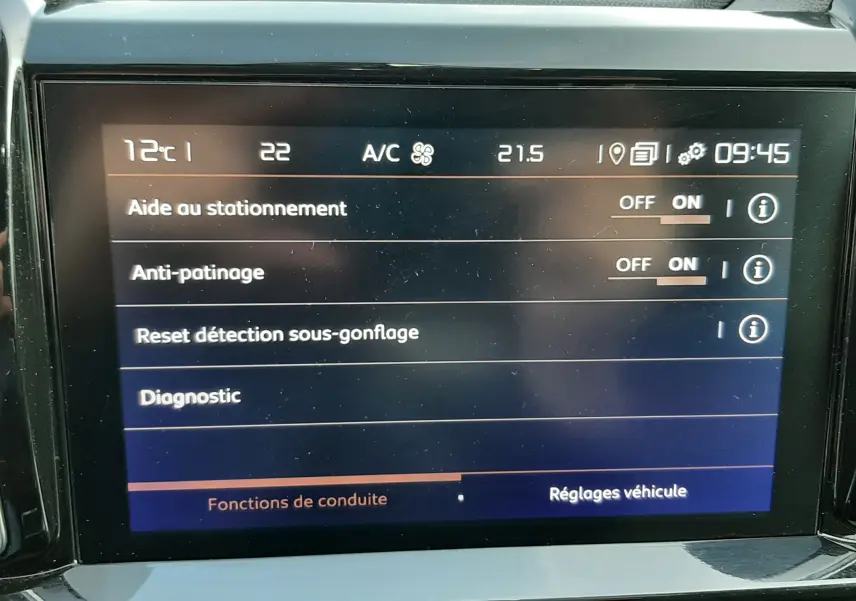 12°C 22 A/C 21.5 09:45
Aide au stationnement OFF ON
Anti-patinage OFF ON
Reset détection sous-gonflage
Diagnostic
Fonctions de conduite Réglages véhicule